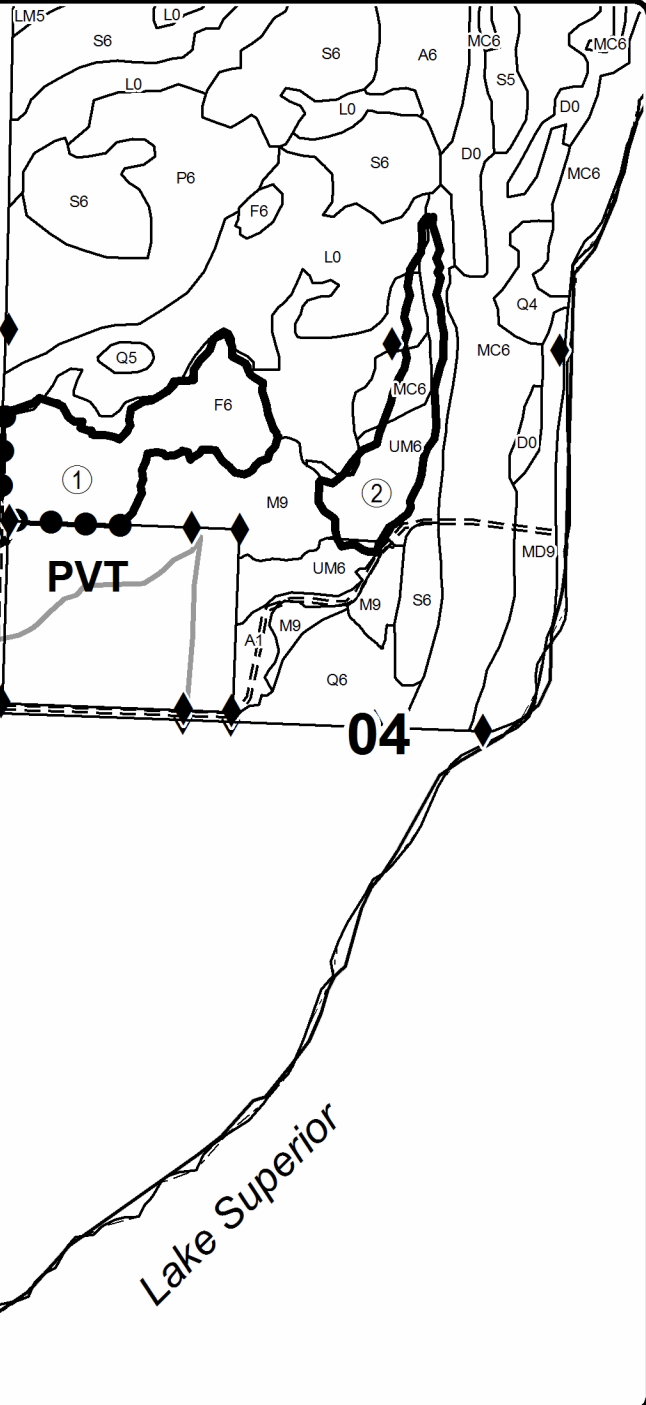 LM5
L0
S6
S6
A6
MC6
MC6
L0
S5
L0
D0
S6
D0
MC6
P6
S6
F6
L0
Q4
Q5
MC6
MC6
F6
UM6
D0
1
2
M9
MD9
UM6
PVT
M9
S6
M9
A1
Q6
04
Lake Superior